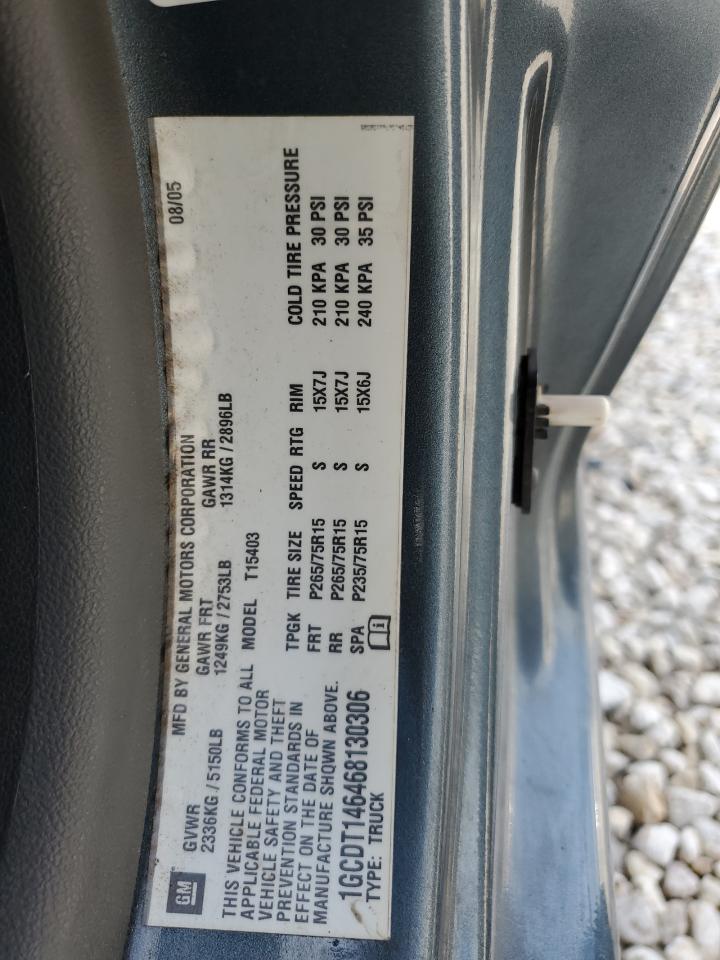 GM
MFD BY GENERAL MOTORS CORPORATION 08/05
GVWR GAWR FRT GAWR RR
2336KG / 5150LB 1249KG / 2753LB 1314KG / 2896LB
THIS VEHICLE CONFORMS TO ALL
APPLICABLE FEDERAL MOTOR
VEHICLE SAFETY AND THEFT
PREVENTION STANDARDS IN
EFFECT ON THE DATE OF
MANUFACTURE SHOWN ABOVE.
1GCDT146468130306
TYPE: TRUCK
MODEL T15403
TPGK TIRE SIZE SPEED RTG RIM COLD TIRE PRESSURE
FRT P265/75R15 S 15X7J 210 KPA 30 PSI
RR P265/75R15 S 15X7J 210 KPA 30 PSI
SPA P235/75R15 S 15X6J 240 KPA 35 PSI